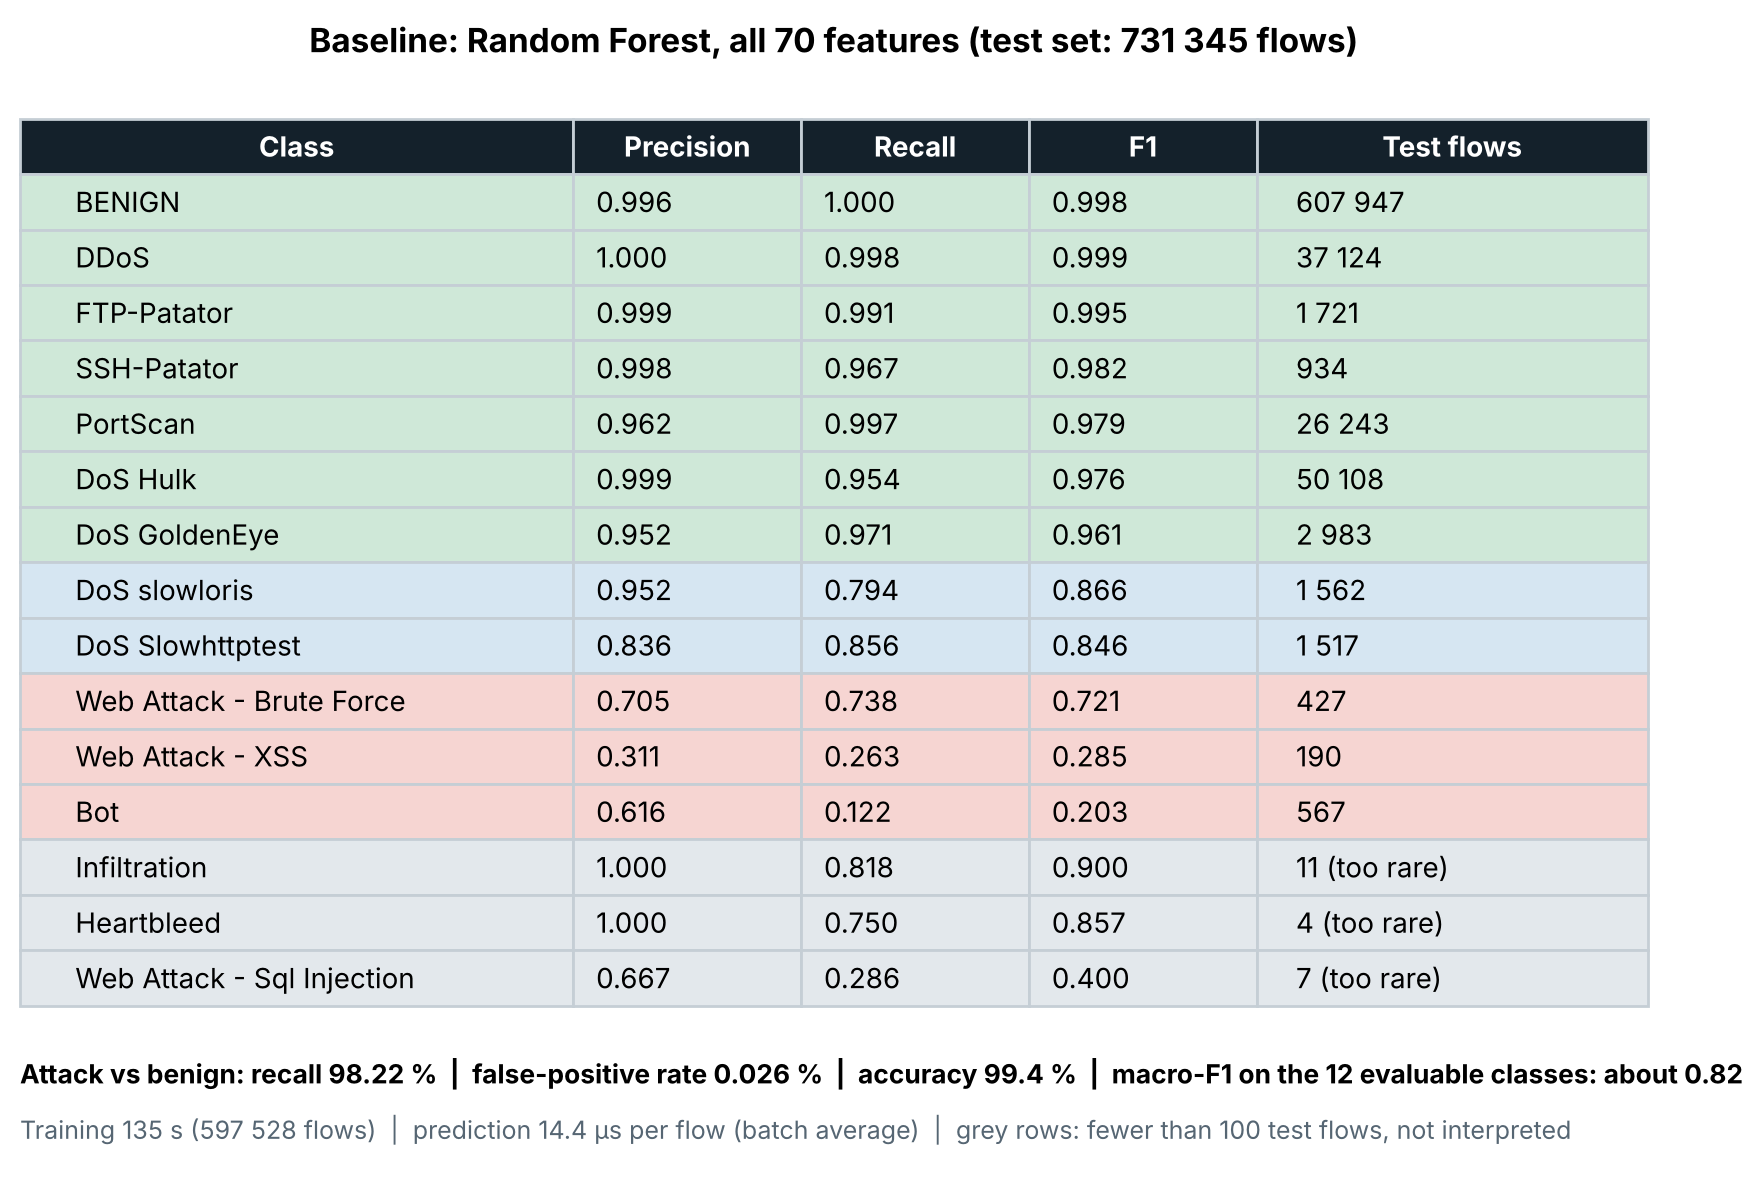 Baseline: Random Forest, all 70 features (test set: 731 345 flows)
Class Precision Recall F1 Test flows
BENIGN 0.996 1.000 0.998 607 947
DDoS 1.000 0.998 0.999 37 124
FTP-Patator 0.999 0.991 0.995 1 721
SSH-Patator 0.998 0.967 0.982 934
PortScan 0.962 0.997 0.979 26 243
DoS Hulk 0.999 0.954 0.976 50 108
DoS GoldenEye 0.952 0.971 0.961 2 983
DoS slowloris 0.952 0.794 0.866 1 562
DoS Slowhttptest 0.836 0.856 0.846 1 517
Web Attack - Brute Force 0.705 0.738 0.721 427
Web Attack - XSS 0.311 0.263 0.285 190
Bot 0.616 0.122 0.203 567
Infiltration 1.000 0.818 0.900 11 (too rare)
Heartbleed 1.000 0.750 0.857 4 (too rare)
Web Attack - Sql Injection 0.667 0.286 0.400 7 (too rare)
Attack vs benign: recall 98.22 % | false-positive rate 0.026 % | accuracy 99.4 % | macro-F1 on the 12 evaluable classes: about 0.82
Training 135 s (597 528 flows) | prediction 14.4 µs per flow (batch average) | grey rows: fewer than 100 test flows, not interpreted